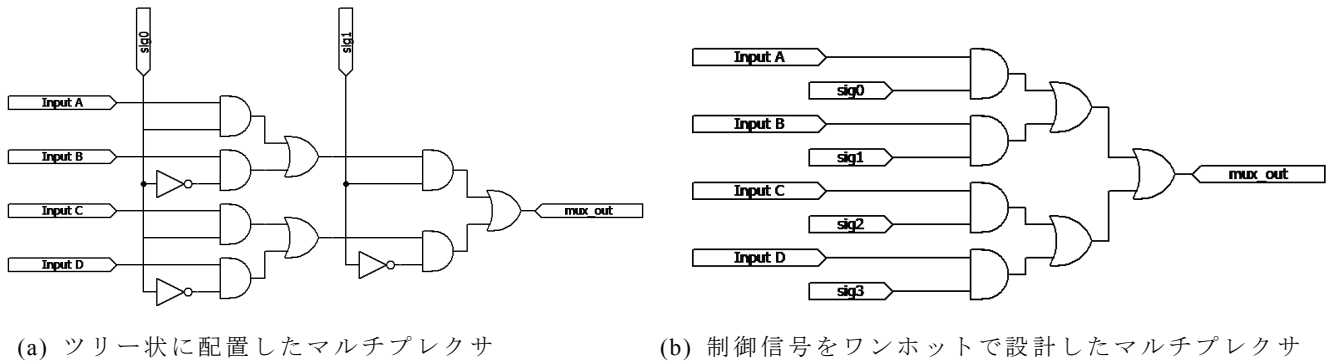 sig0
sig1
Input A
Input B
Input C
Input D
mux_out
(a) ツリー状に配置したマルチプレクサ
Input A
sig0
Input B
sig1
Input C
sig2
Input D
sig3
mux_out
(b) 制御信号をワンホットで設計したマルチプレクサ